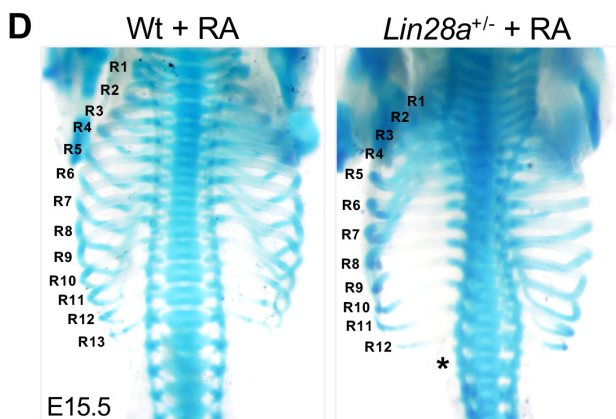 D
Wt + RA
Lin28a+/- + RA
R1
R2
R3
R4
R5
R6
R7
R8
R9
R10
R11
R12
R13
E15.5
R1
R2
R3
R4
R5
R6
R7
R8
R9
R10
R11
R12
*